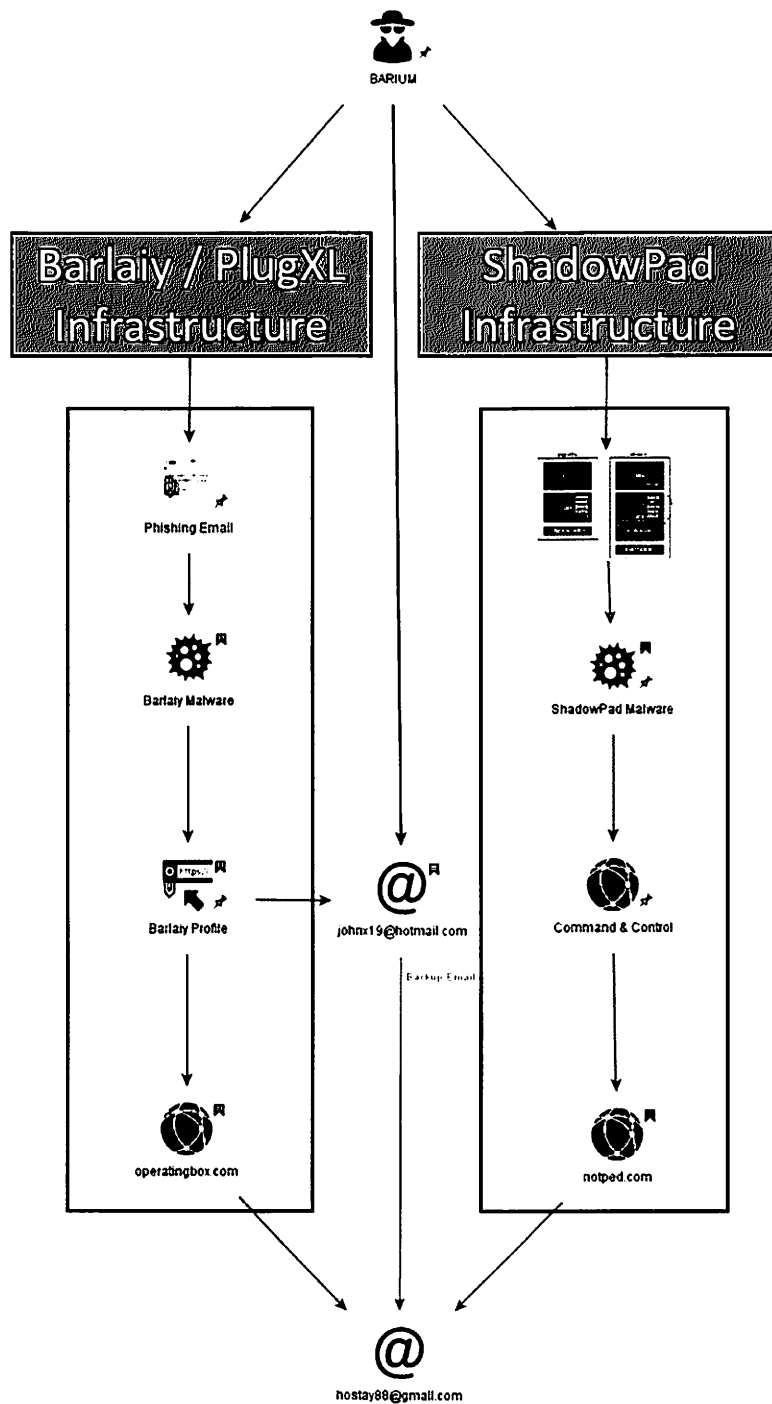 BARIUM
Barlaiy / PlugXL
Infrastructure
ShadowPad
Infrastructure
Phishing Email
Barlaiy Malware
https://
Barlaiy Profile
operatingbox.com
@
johnx19@hotmail.com
Backup Email
ShadowPad Malware
Command & Control
notped.com
@
hostay88@gmail.com